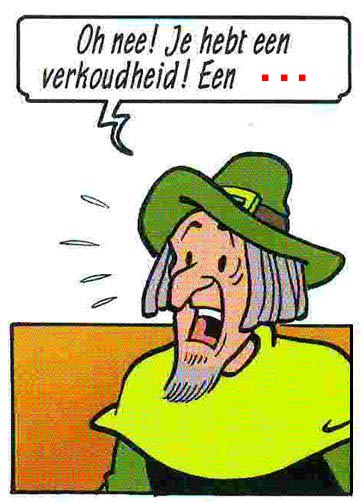 Oh nee! Je hebt een
verkoudheid! Een ...